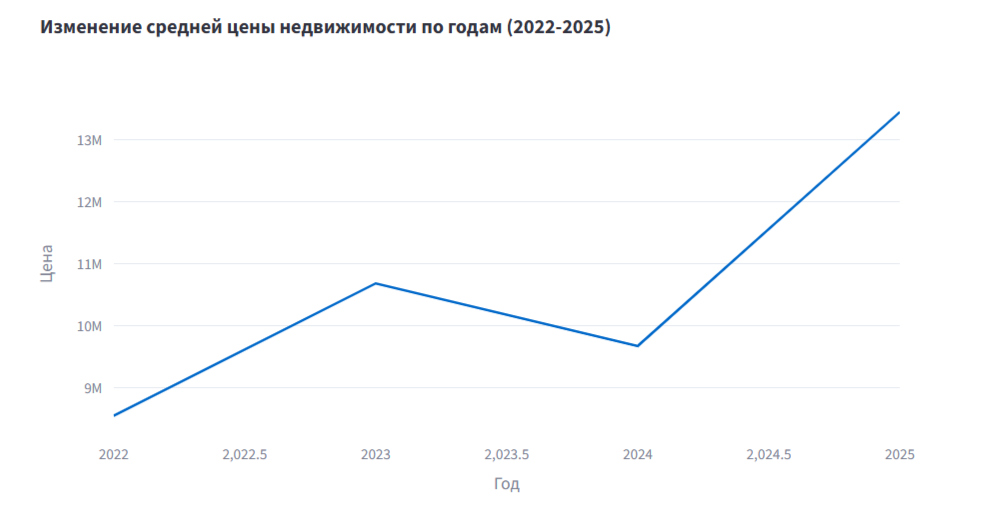 Изменение средней цены недвижимости по годам (2022-2025)
13M
12M
11M
10M
9M
Цена
2022 2,022.5 2023 2,023.5 2024 2,024.5 2025
Год